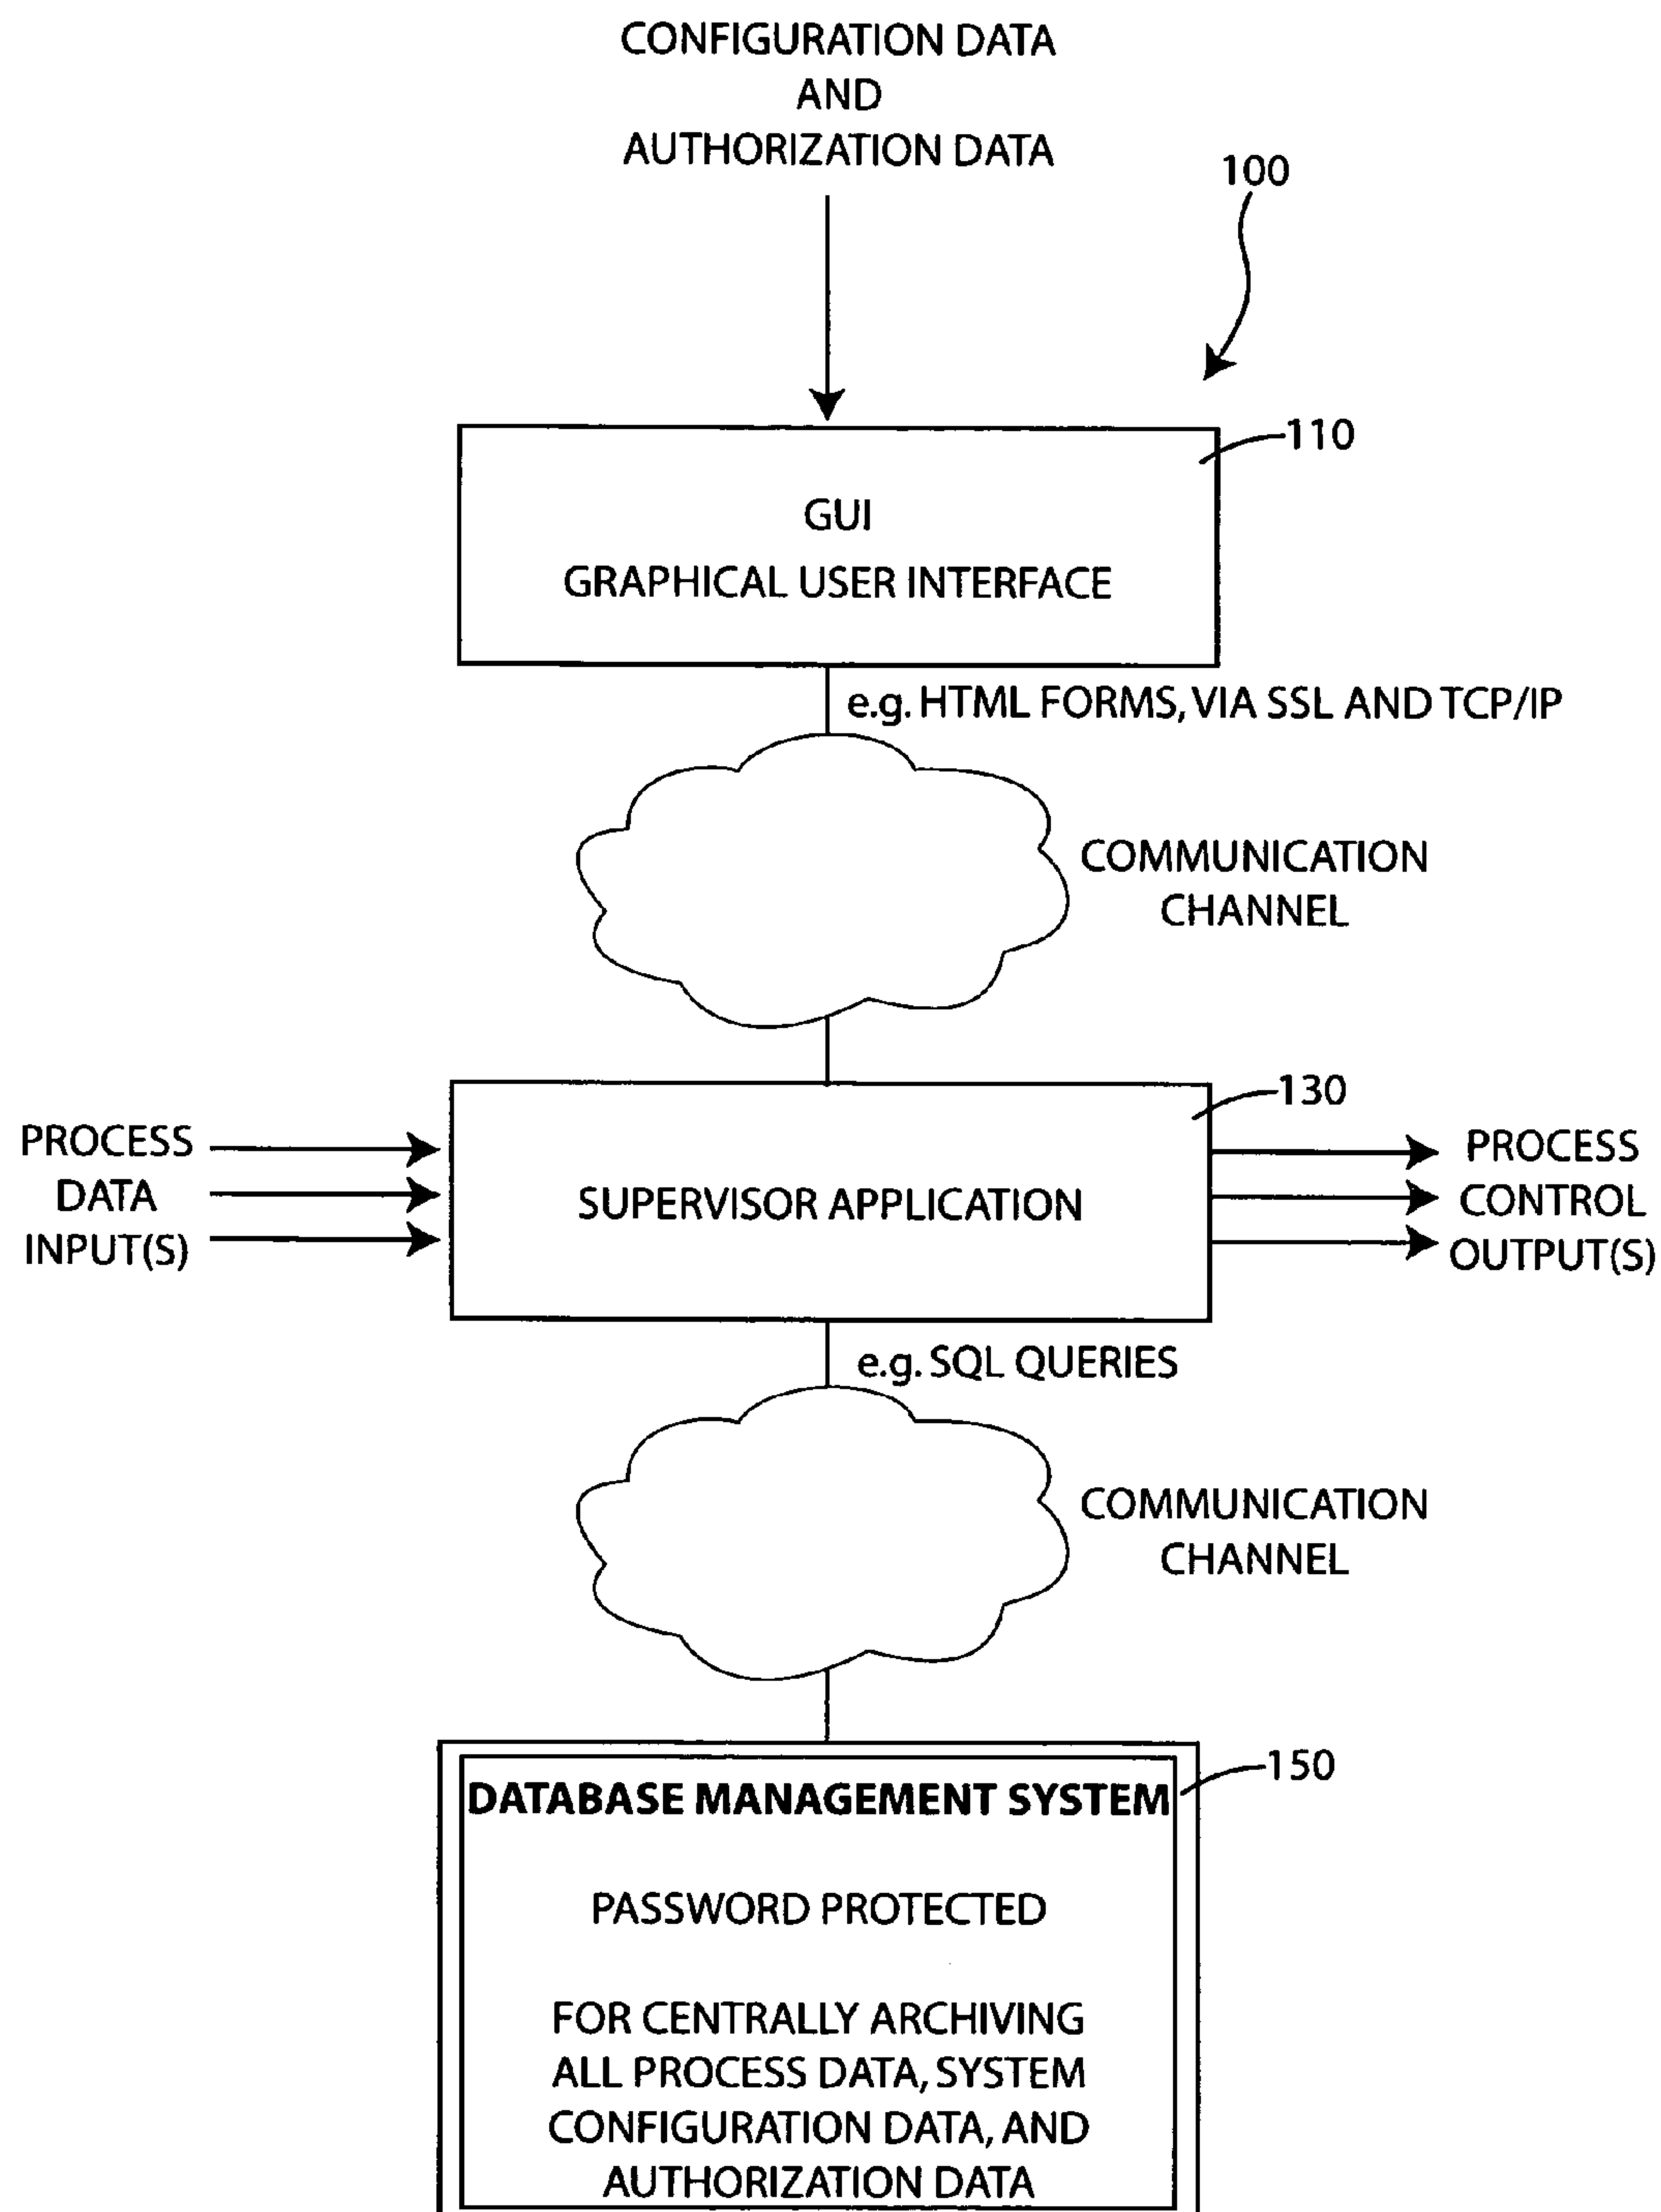 CONFIGURATION DATA
AND
AUTHORIZATION DATA
100
110
GUI
GRAPHICAL USER INTERFACE
e.g. HTML FORMS, VIA SSL AND TCP/IP
COMMUNICATION
CHANNEL
130
PROCESS
DATA
INPUT(S)
SUPERVISOR APPLICATION
PROCESS
CONTROL
OUTPUT(S)
e.g. SQL QUERIES
COMMUNICATION
CHANNEL
150
DATABASE MANAGEMENT SYSTEM
PASSWORD PROTECTED
FOR CENTRALLY ARCHIVING
ALL PROCESS DATA, SYSTEM
CONFIGURATION DATA, AND
AUTHORIZATION DATA